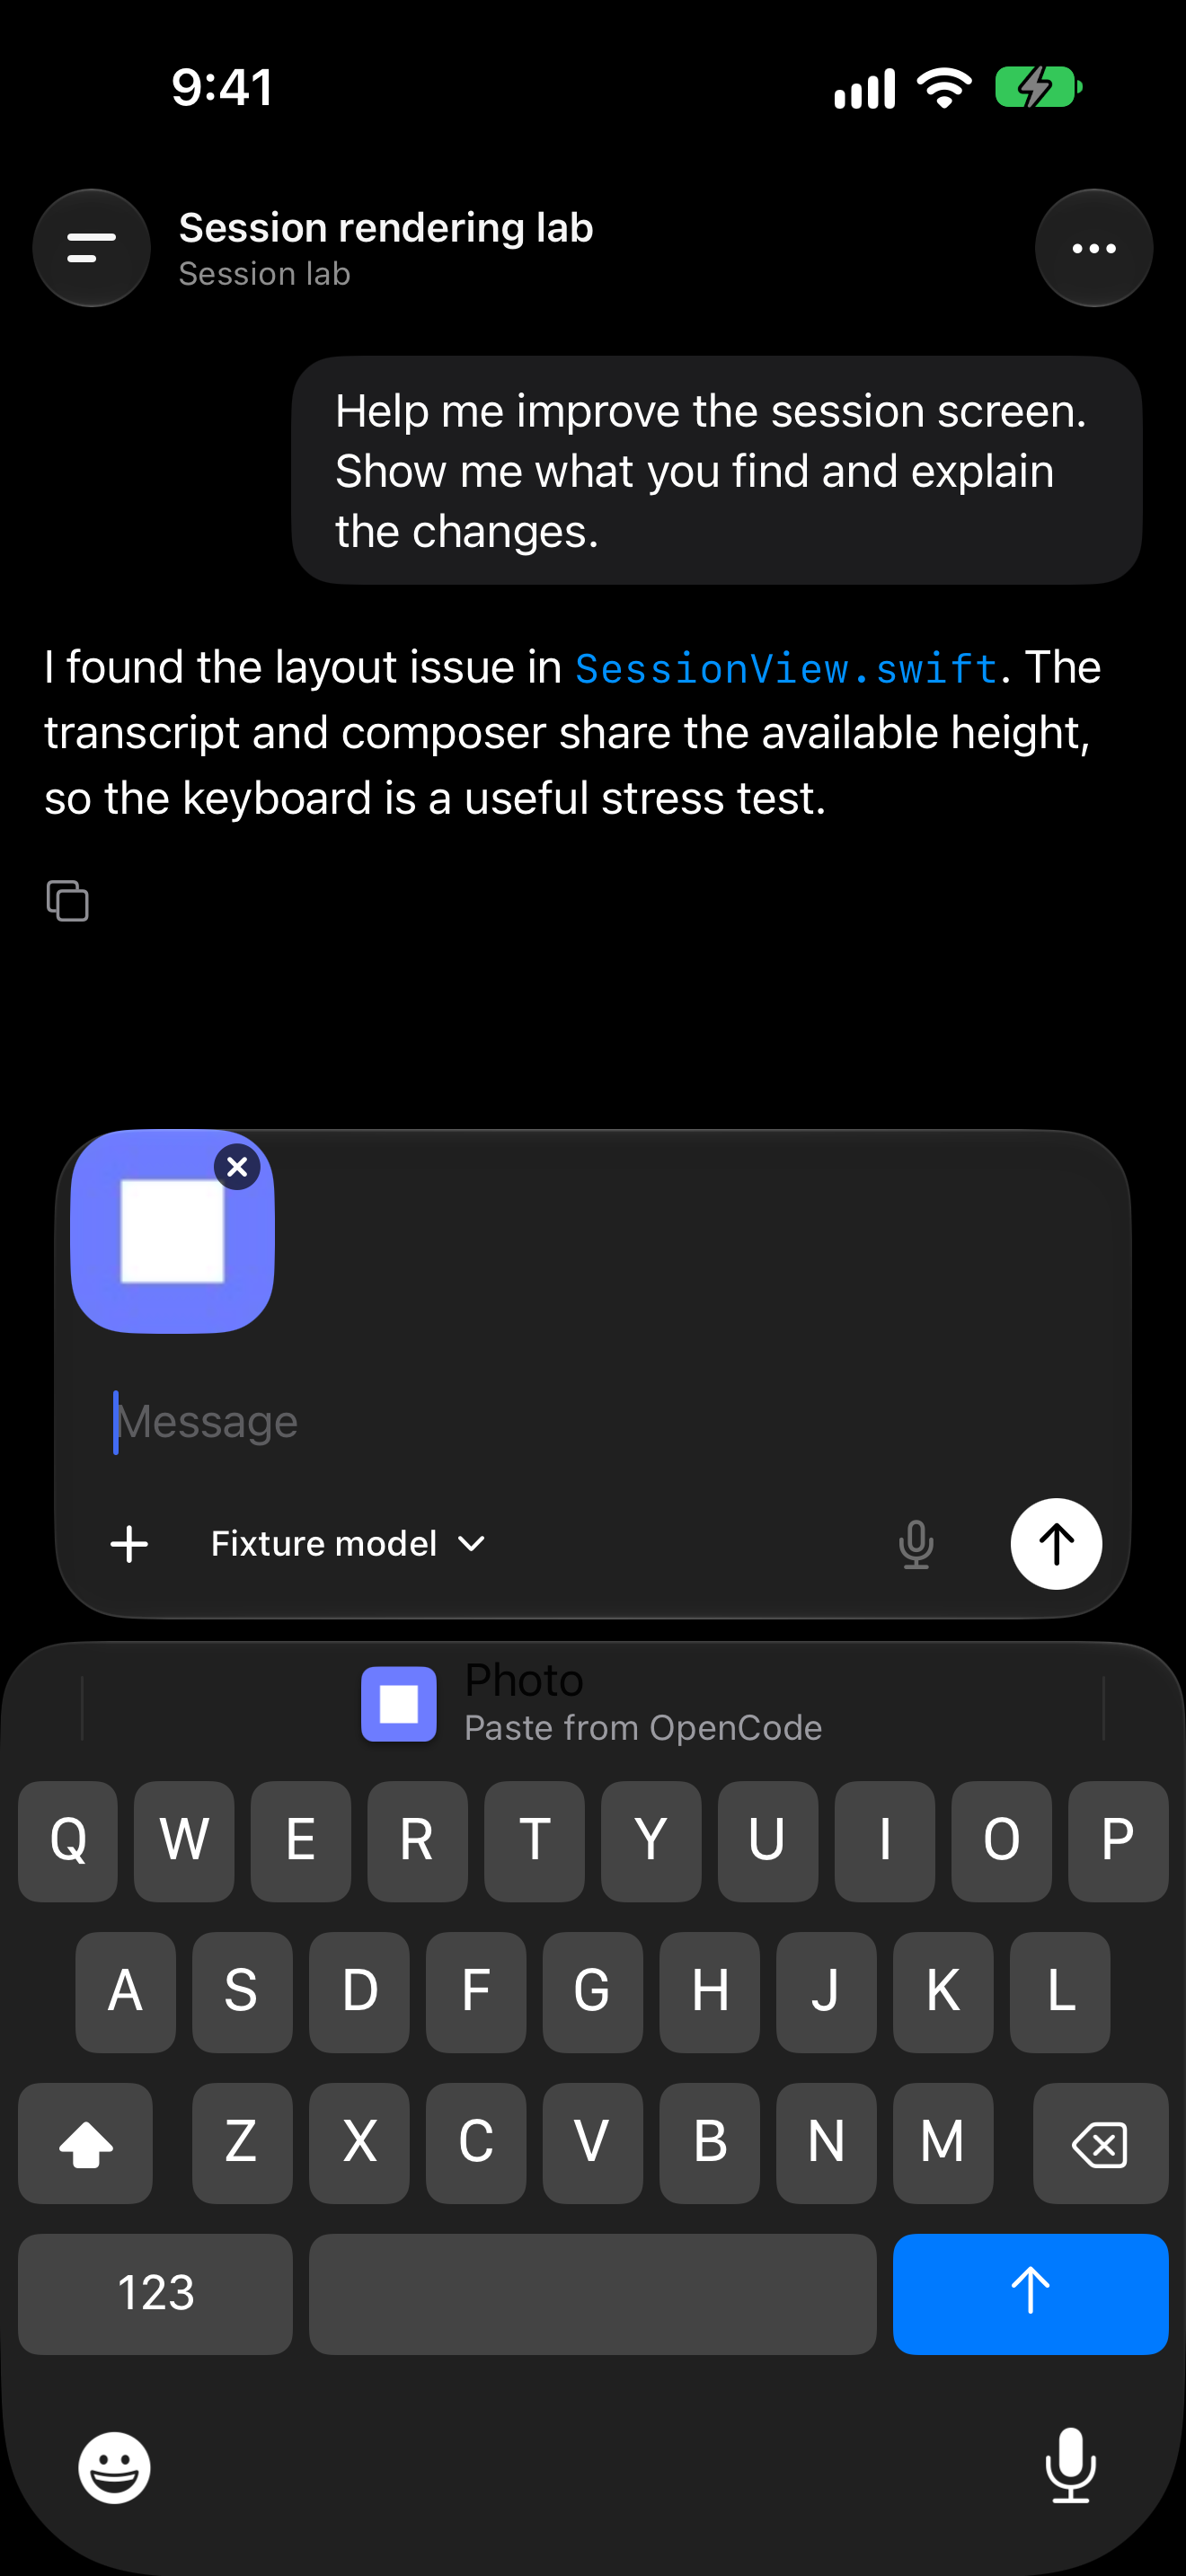 9:41
Session rendering lab
Session lab
Help me improve the session screen.
Show me what you find and explain
the changes.
I found the layout issue in SessionView.swift. The
transcript and composer share the available height,
so the keyboard is a useful stress test.
Message
Fixture model
Photo
Paste from OpenCode
Q W E R T Y U I O P
A S D F G H J K L
Z X C V B N M
123